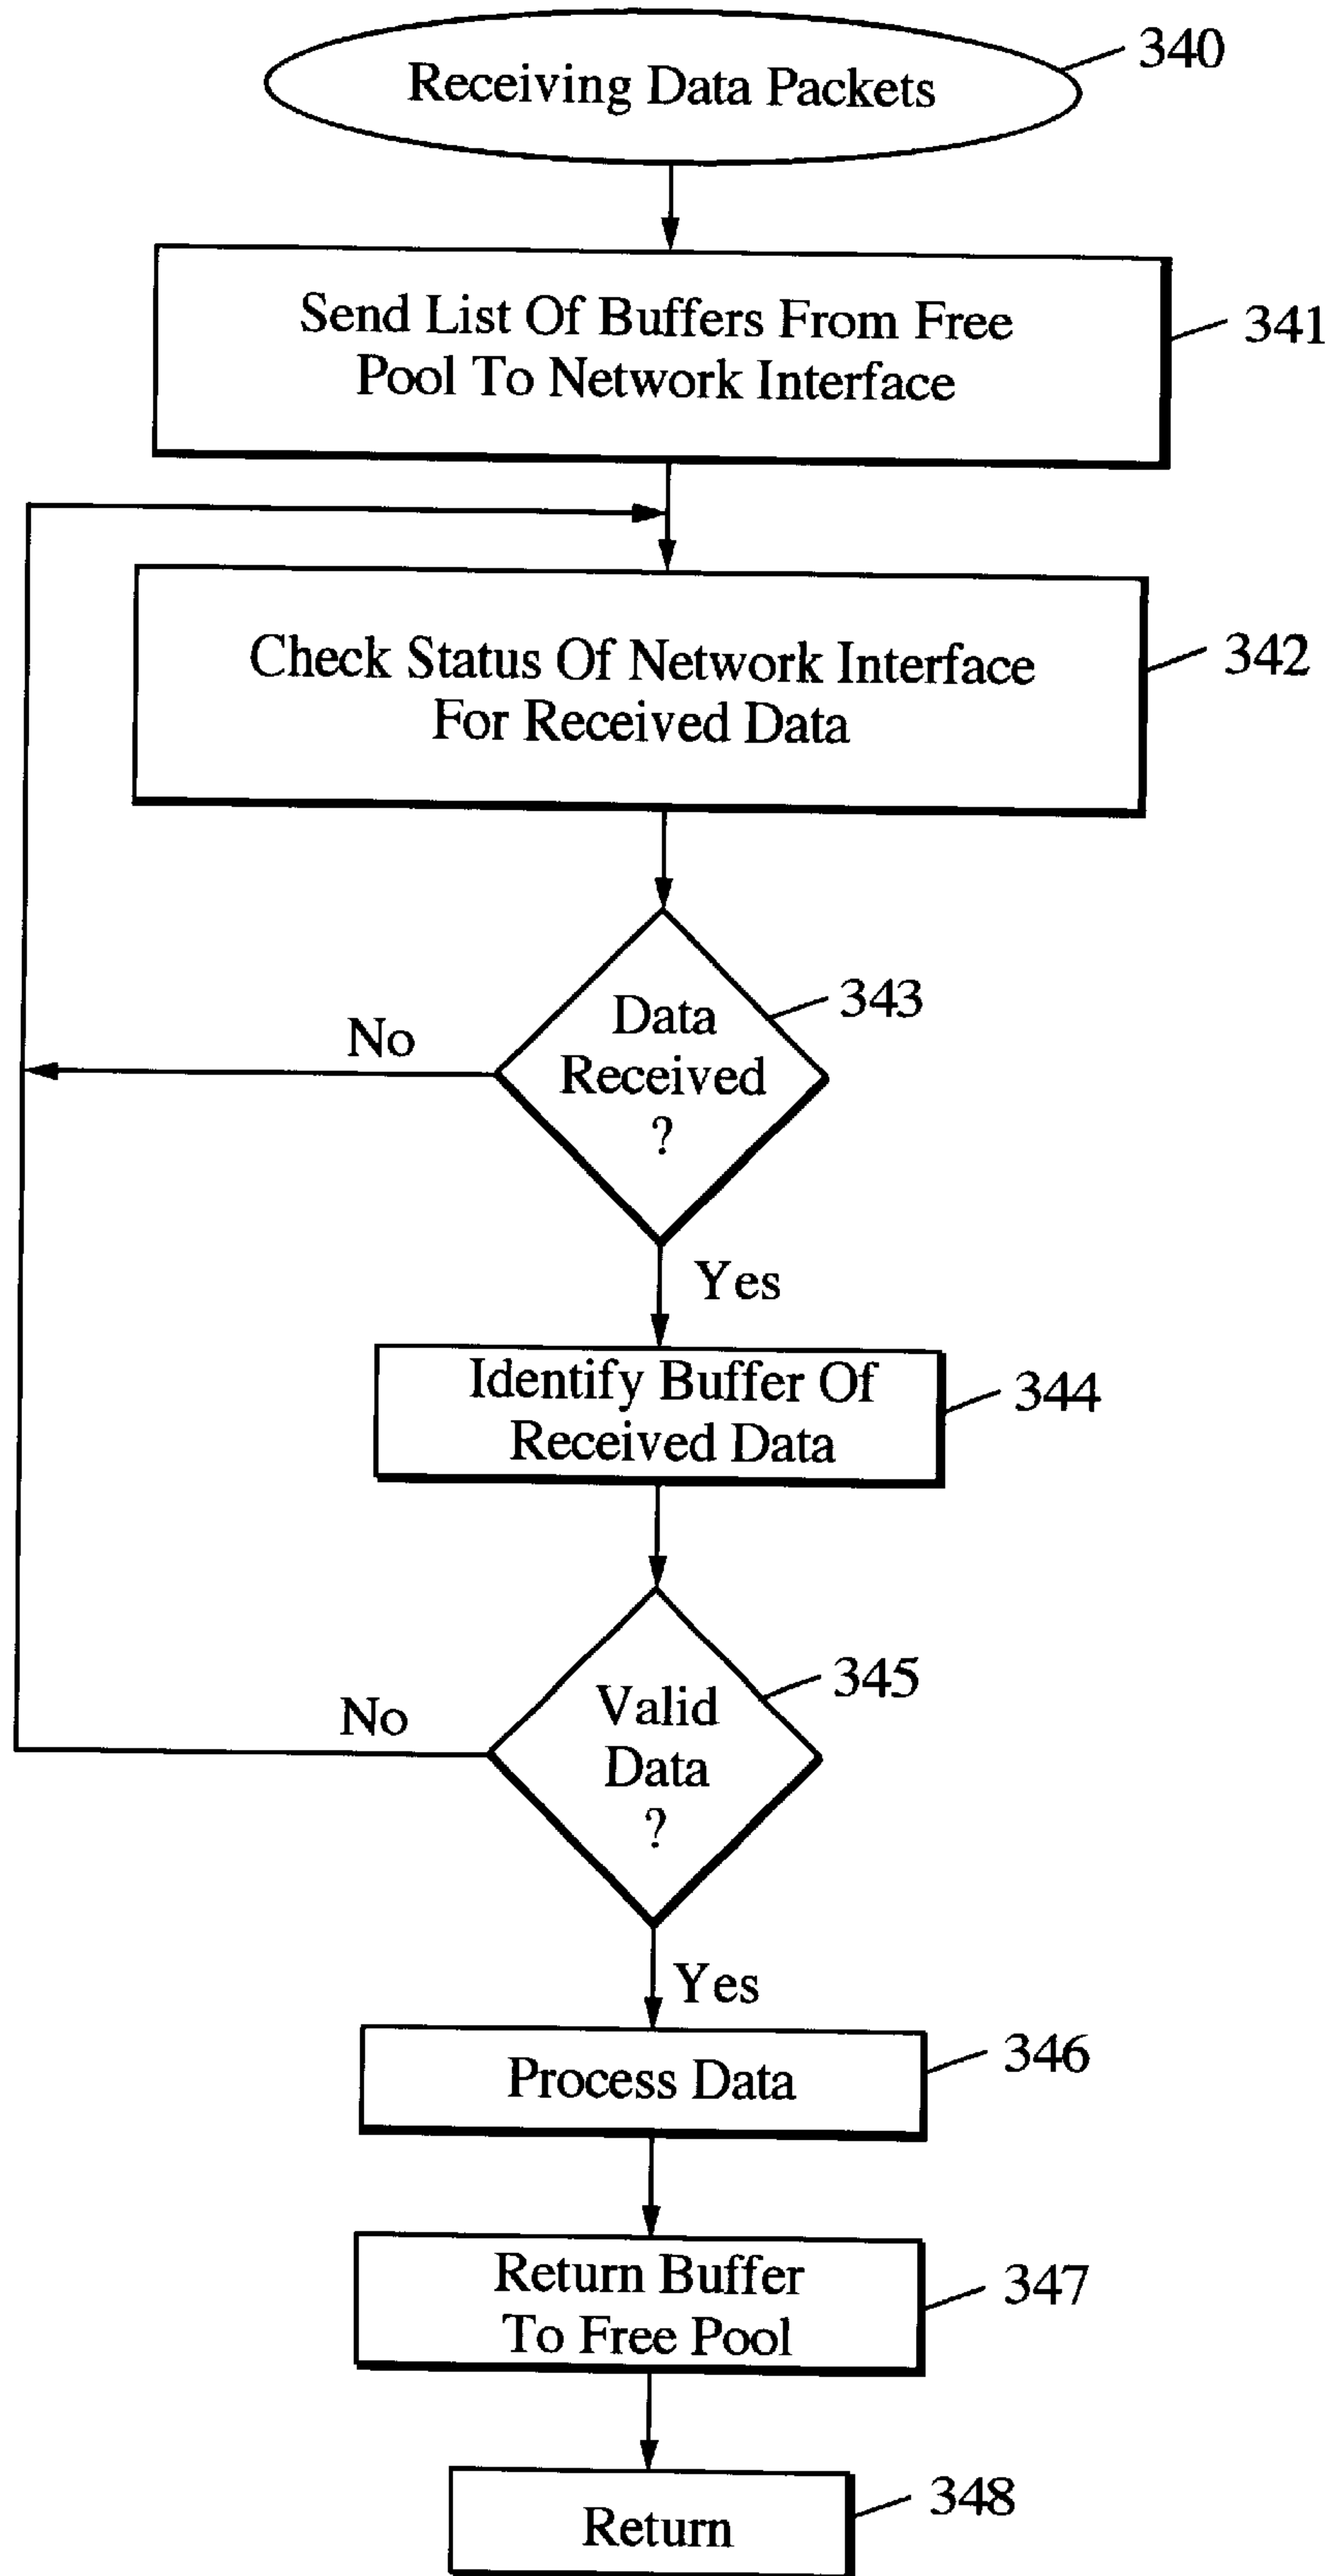 Receiving Data Packets
340
Send List Of Buffers From Free
Pool To Network Interface
341
Check Status Of Network Interface
For Received Data
342
Data
Received
?
343
No
Yes
Identify Buffer Of
Received Data
344
Valid
Data
?
345
No
Yes
Process Data
346
Return Buffer
To Free Pool
347
Return
348